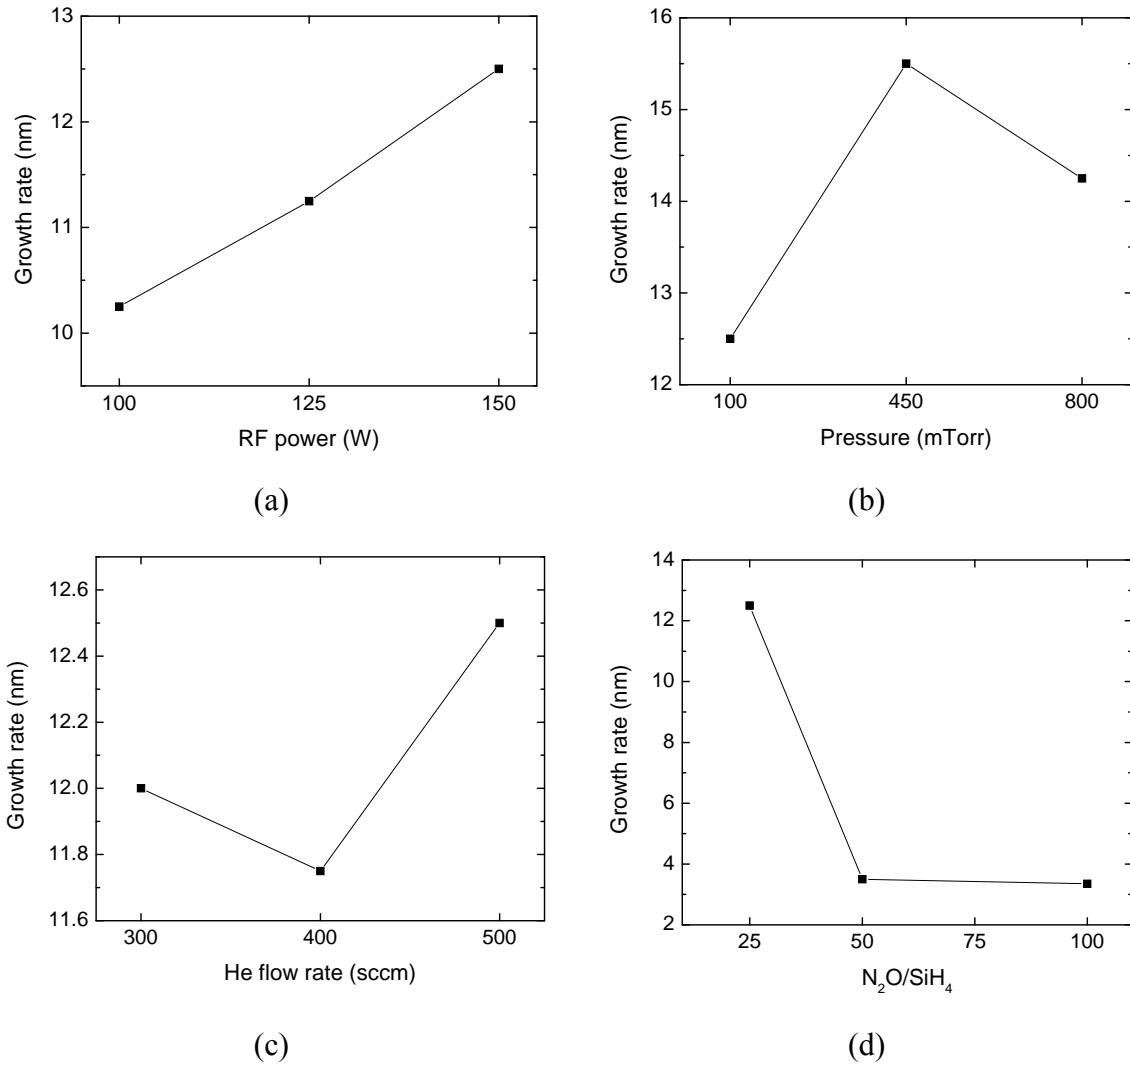 13
12
11
10
Growth rate (nm)
100 125 150
RF power (W)
(a)
16
15
14
13
12
Growth rate (nm)
100 450 800
Pressure (mTorr)
(b)
12.6
12.4
12.2
12.0
11.8
11.6
Growth rate (nm)
300 400 500
He flow rate (sccm)
(c)
14
12
10
8
6
4
2
Growth rate (nm)
25 50 75 100
N₂O/SiH₄
(d)